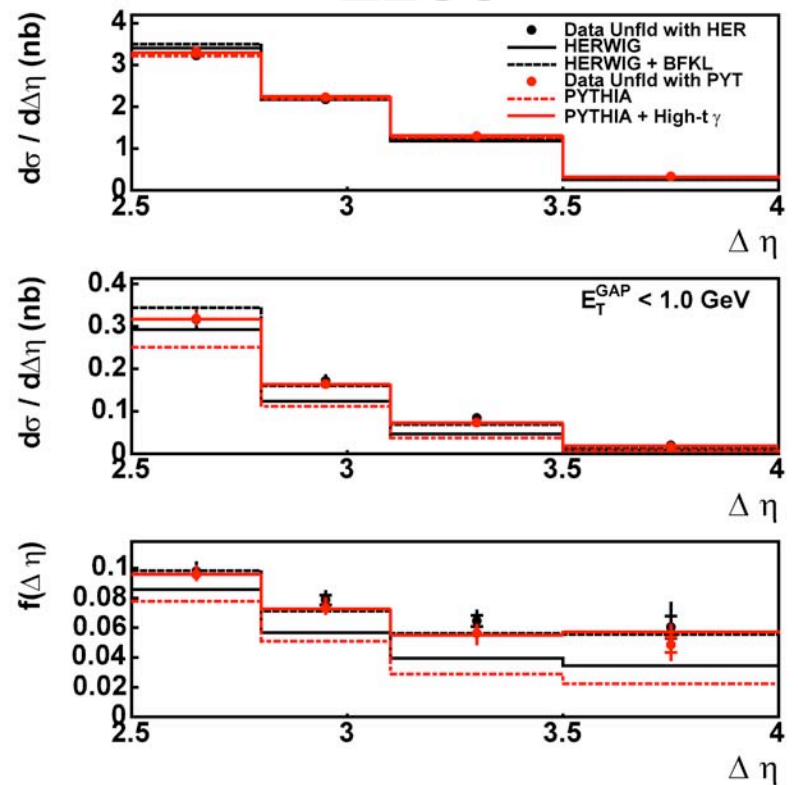 Data Unfld with HER
HERWIG
HERWIG + BFKL
Data Unfld with PYT
PYTHIA
PYTHIA + High-t γ
dσ / dΔη (nb)
4
3
2
1
0
2.5 3 3.5 4
Δ η
E_T^GAP < 1.0 GeV
dσ / dΔη (nb)
0.4
0.3
0.2
0.1
0
2.5 3 3.5 4
Δ η
f(Δ η)
0.1
0.08
0.06
0.04
0.02
0
2.5 3 3.5 4
Δ η